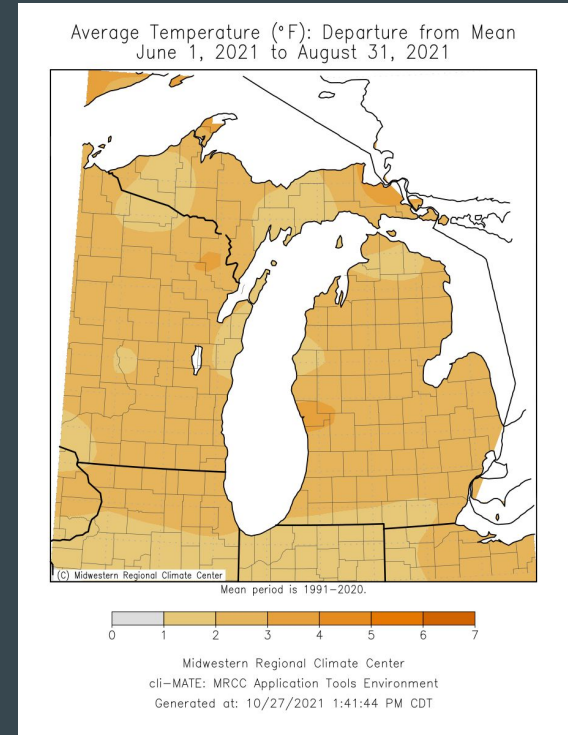 Average Temperature (°F): Departure from Mean
June 1, 2021 to August 31, 2021
(C) Midwestern Regional Climate Center
Mean period is 1991-2020.
0 1 2 3 4 5 6 7
Midwestern Regional Climate Center
cli-MATE: MRCC Application Tools Environment
Generated at: 10/27/2021 1:41:44 PM CDT